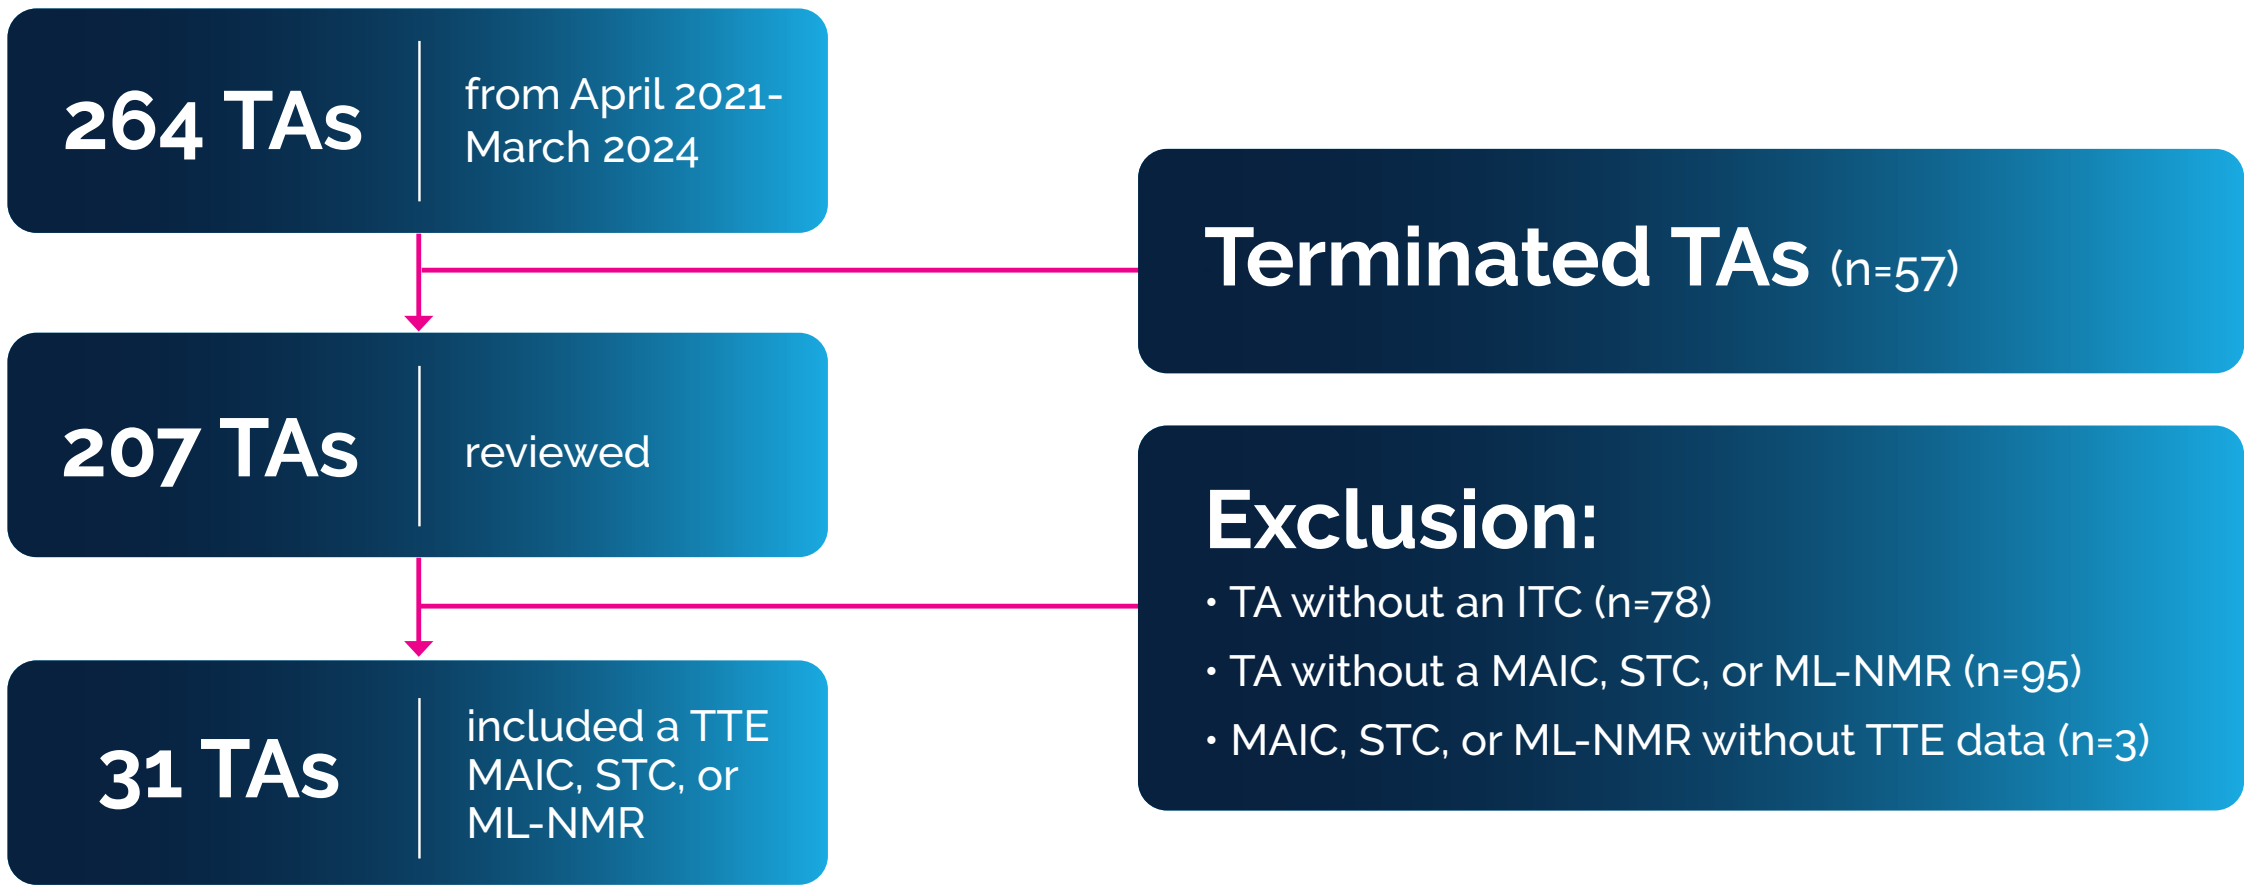 264 TAs
from April 2021-
March 2024
Terminated TAs (n=57)
207 TAs
reviewed
Exclusion:
• TA without an ITC (n=78)
• TA without a MAIC, STC, or ML-NMR (n=95)
• MAIC, STC, or ML-NMR without TTE data (n=3)
31 TAs
included a TTE
MAIC, STC, or
ML-NMR